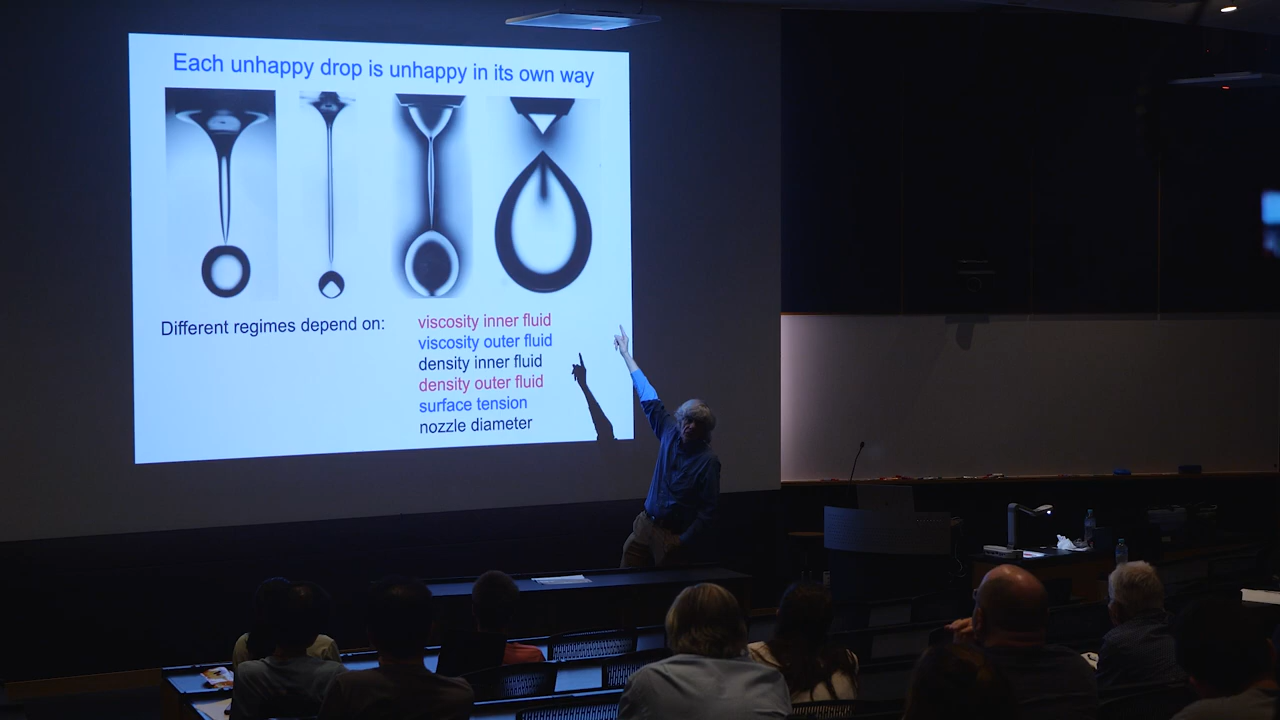 Each unhappy drop is unhappy in its own way
Different regimes depend on:
viscosity inner fluid
viscosity outer fluid
density inner fluid
density outer fluid
surface tension
nozzle diameter